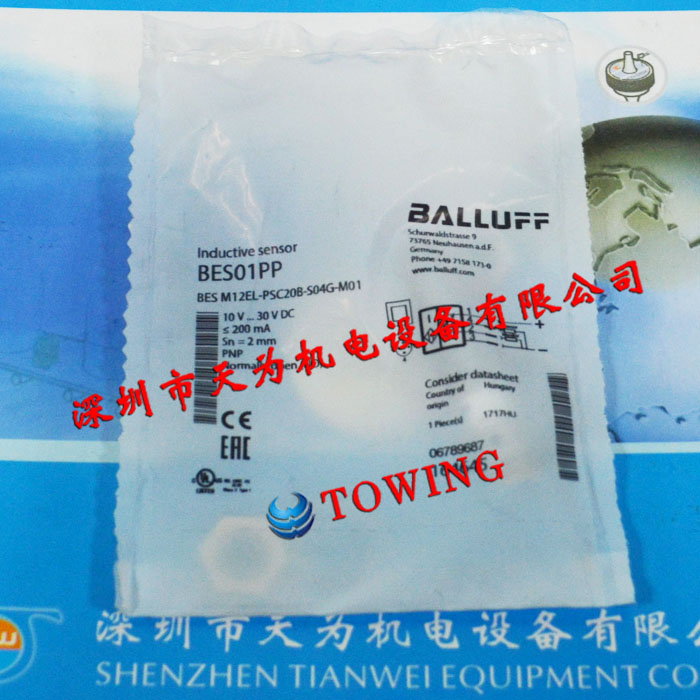 BALLUFF
Schurwaldstrasse 9
73765 Neuhausen a.d.F.
Germany
Phone +49 7158 173-0
www.balluff.com
Inductive sensor
BES01PP
BES M12EL-PSC20B-S04G-M01
10 V ... 30 V DC
≤ 200 mA
Sn = 2 mm
PNP
Consider datasheet
Country of Hungary
origin
1 Piece(s) 1717HU
06789687
CE
EAC
深圳市天为机电设备有限公司
TOWING
深圳市天为机电设备有限
SHENZHEN TIANWEI EQUIPMENT CO